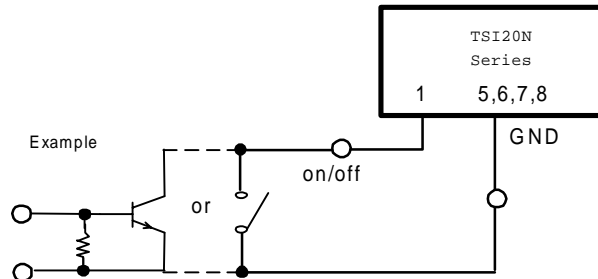 TSI20N
Series
1 5,6,7,8
GND
Example
on/off
or